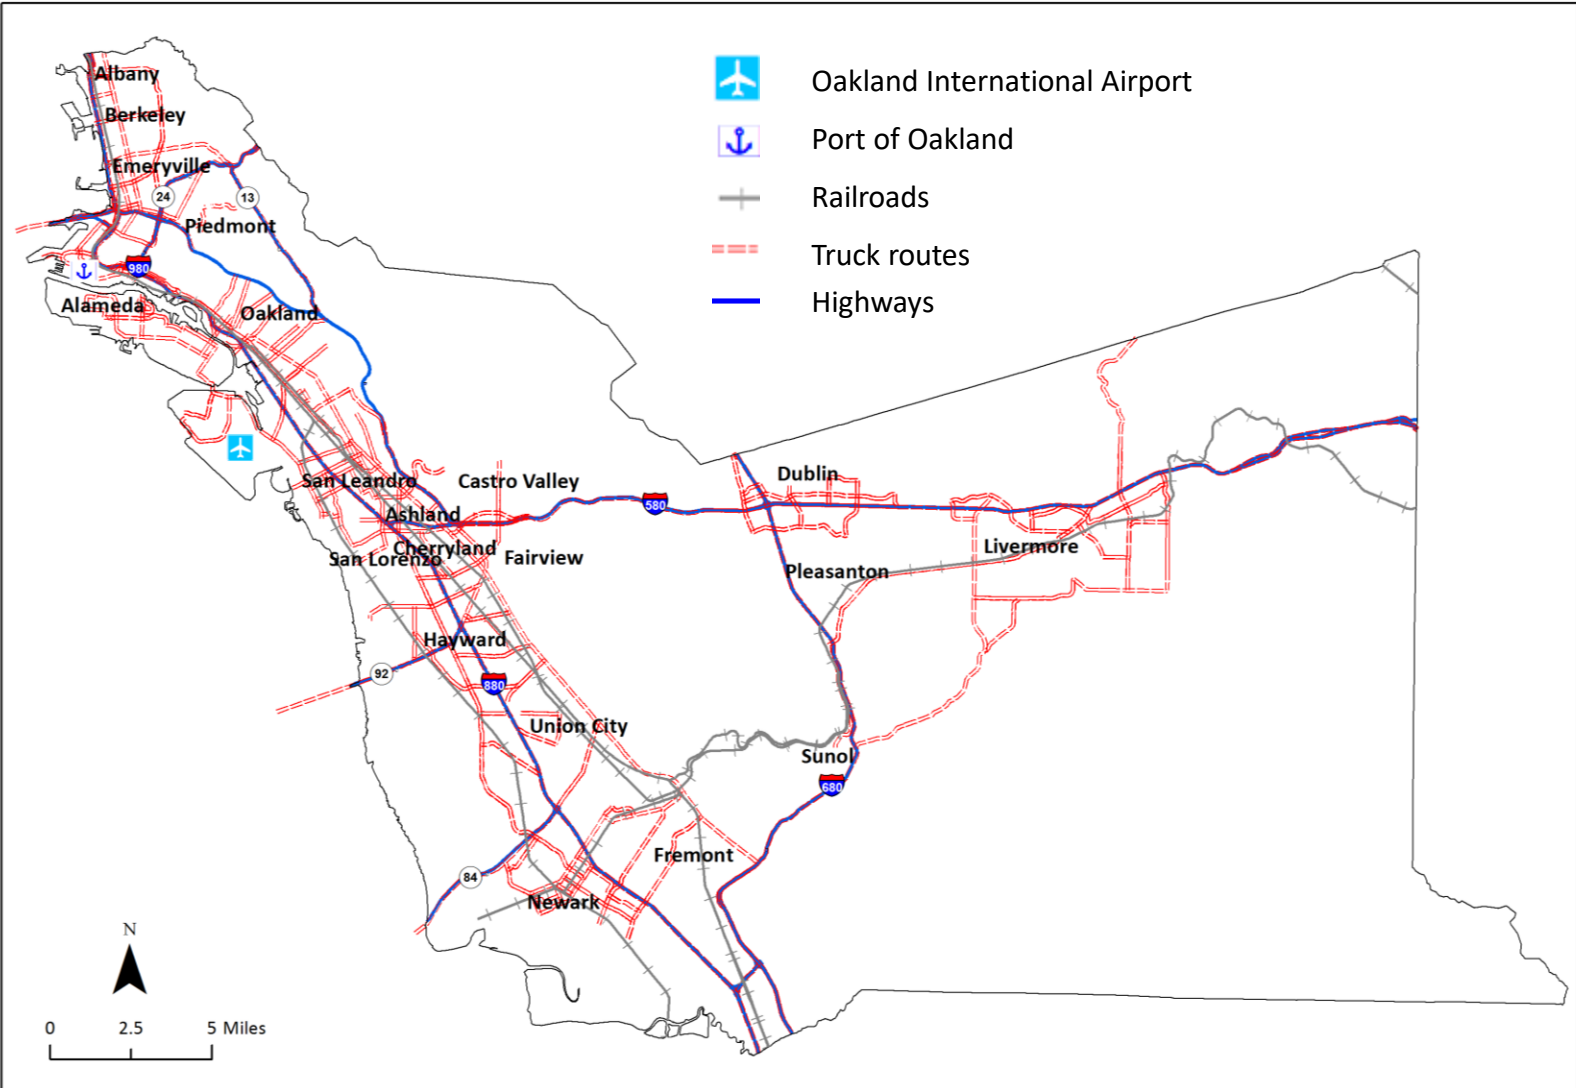 Oakland International Airport
Port of Oakland
Railroads
Truck routes
Highways
Albany
Berkeley
Emeryville
24
13
Piedmont
980
Alameda
Oakland
San Leandro
Castro Valley
Dublin
580
Ashland
Cherryland
San Lorenzo
Fairview
Livermore
Pleasanton
Hayward
92
880
Union City
Sunol
680
Fremont
84
Newark
N
0 2.5 5 Miles